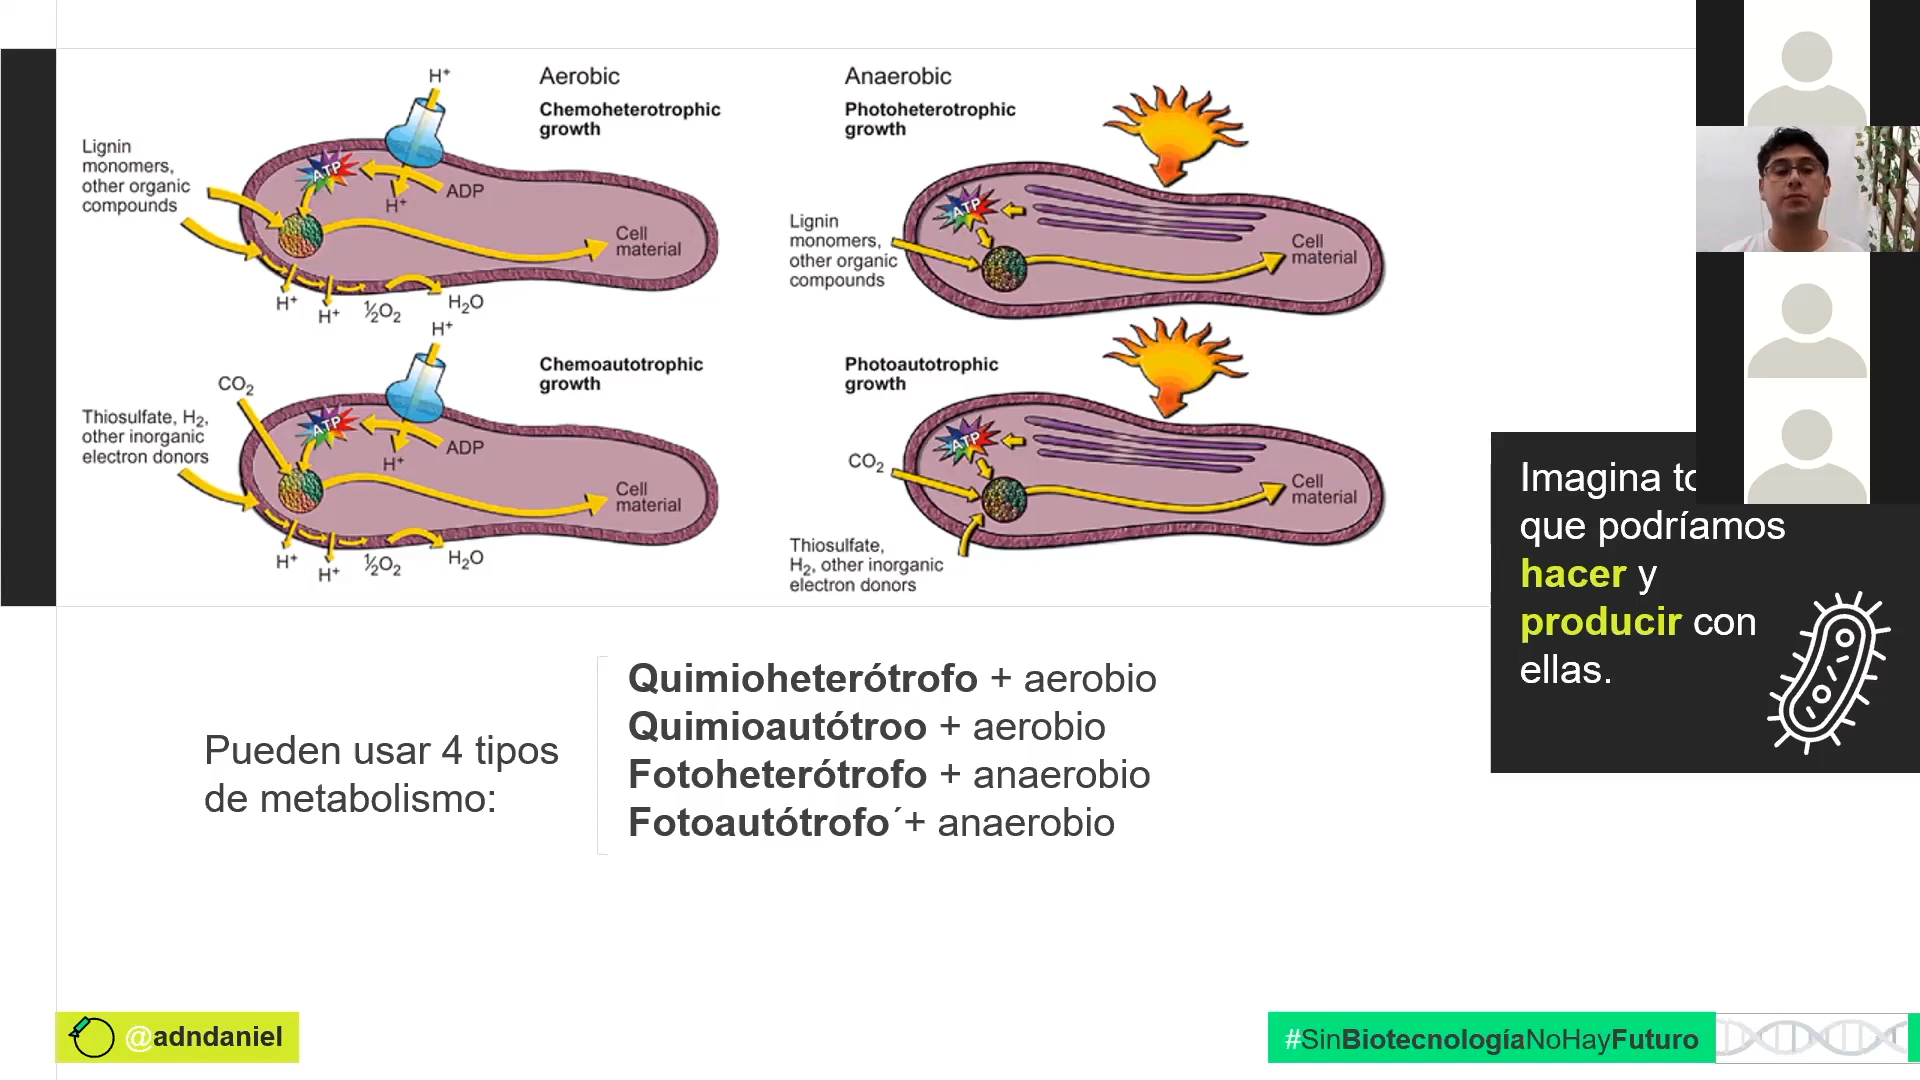 Aerobic
Chemoheterotrophic
growth
H⁺
Lignin
monomers,
other organic
compounds
ATP
ADP
H⁺
Cell
material
H⁺
H⁺
½O₂
H₂O
Anaerobic
Photoheterotrophic
growth
Lignin
monomers,
other organic
compounds
ATP
Cell
material
Chemoautotrophic
growth
H⁺
CO₂
Thiosulfate, H₂,
other inorganic
electron donors
ATP
ADP
H⁺
Cell
material
H⁺
H⁺
½O₂
H₂O
Photoautotrophic
growth
CO₂
ATP
Cell
material
Thiosulfate,
H₂, other inorganic
electron donors
Imagina
que podríamos
hacer y
producir con
ellas.
Pueden usar 4 tipos
de metabolismo:
Quimioheterótrofo + aerobio
Quimioautótroo + aerobio
Fotoheterótrofo + anaerobio
Fotoautótrofo´+ anaerobio
@adndaniel
#SinBiotecnologíaNoHayFuturo